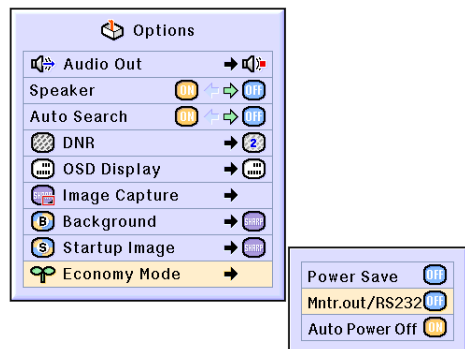 Options
Audio Out
Speaker ON OFF
Auto Search ON OFF
DNR 2
OSD Display
Image Capture
B Background SHARP
S Startup Image SHARP
Economy Mode
Power Save OFF
Mntr.out/RS232 OFF
Auto Power Off ON